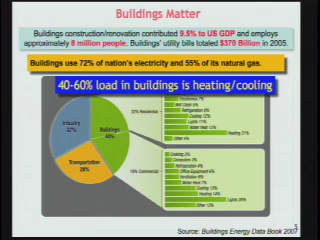 Buildings Matter
Buildings construction/renovation contributed 9.5% to US GDP and employs
approximately 8 million people. Buildings' utility bills totaled $370 Billion in 2005.
Buildings use 72% of nation's electricity and 55% of its natural gas.
40-60% load in buildings is heating/cooling
Industry
32%
Buildings
40%
Transportation
28%
22% Residential
Refrigeration 8%
Cooling 12%
Lights 11%
Water Heat 12%
Heating 31%
Other 4%
18% Commercial
Cooking 2%
Computers 3%
Refrigeration 4%
Office Equipment 6%
Ventilation 6%
Water Heat 7%
Cooling 13%
Heating 14%
Lights 26%
Other 13%
Source: Buildings Energy Data Book 2007